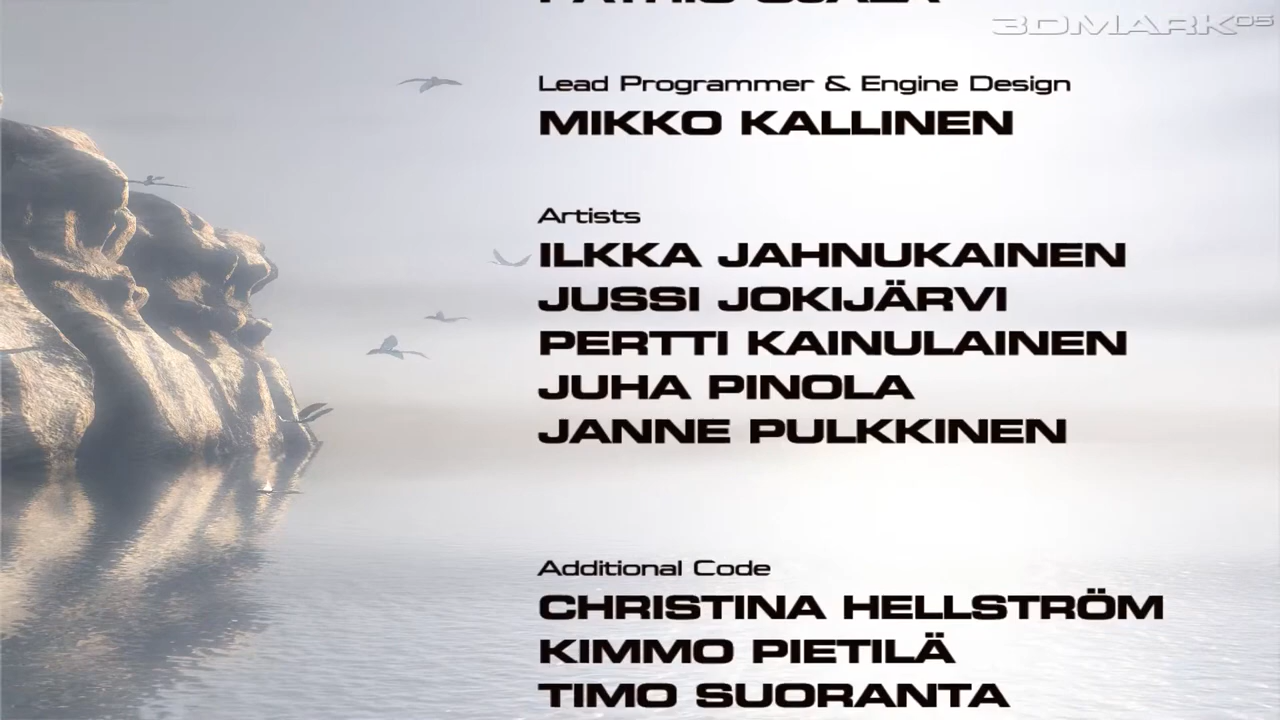 3DMARK05
Lead Programmer & Engine Design
MIKKO KALLINEN
Artists
ILKKA JAHNUKAINEN
JUSSI JOKIJÄRVI
PERTTI KAINULAINEN
JUHA PINOLA
JANNE PULKKINEN
Additional Code
CHRISTINA HELLSTRÖM
KIMMO PIETILÄ
TIMO SUORANTA